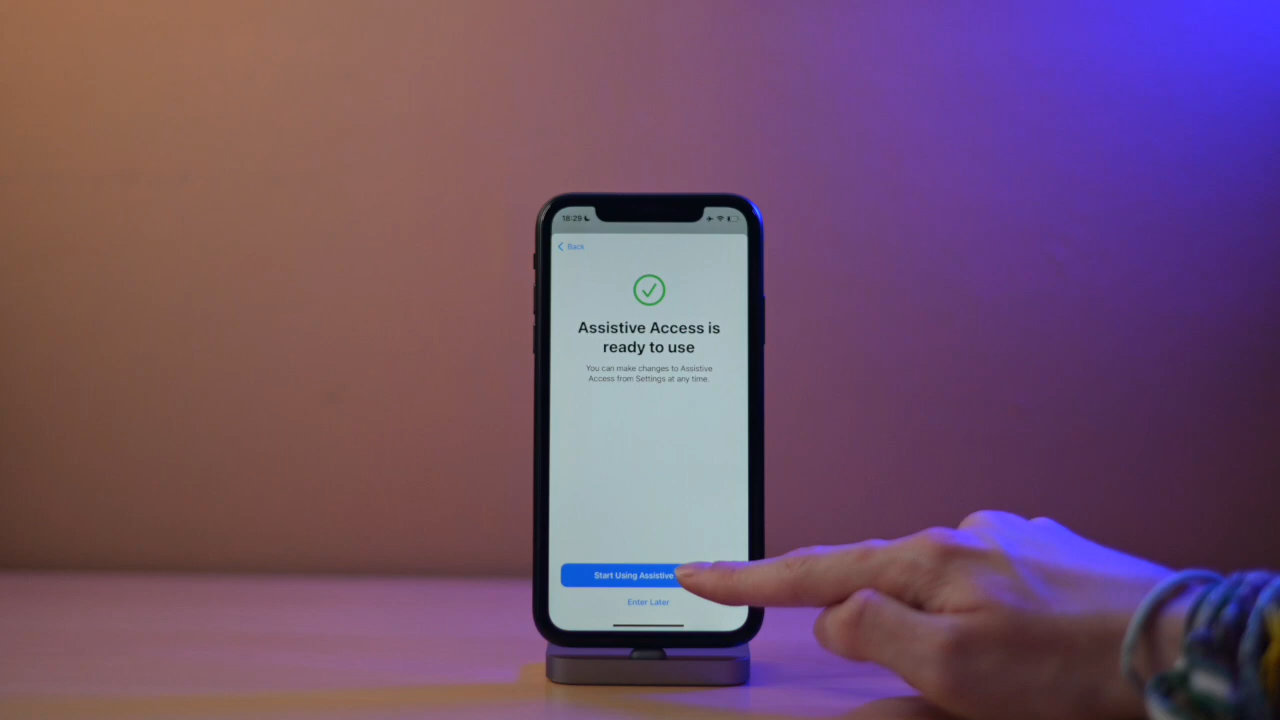 18:29
Back
Assistive Access is
ready to use
You can make changes to Assistive
Access from Settings at any time.
Start Using Assistive
Enter Later